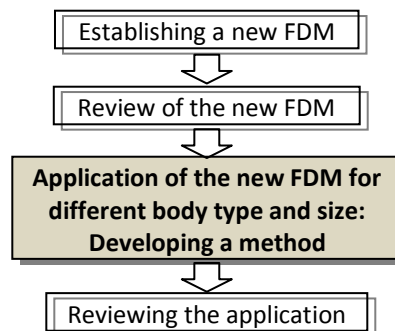 Establishing a new FDM
Review of the new FDM
Application of the new FDM for
different body type and size:
Developing a method
Reviewing the application